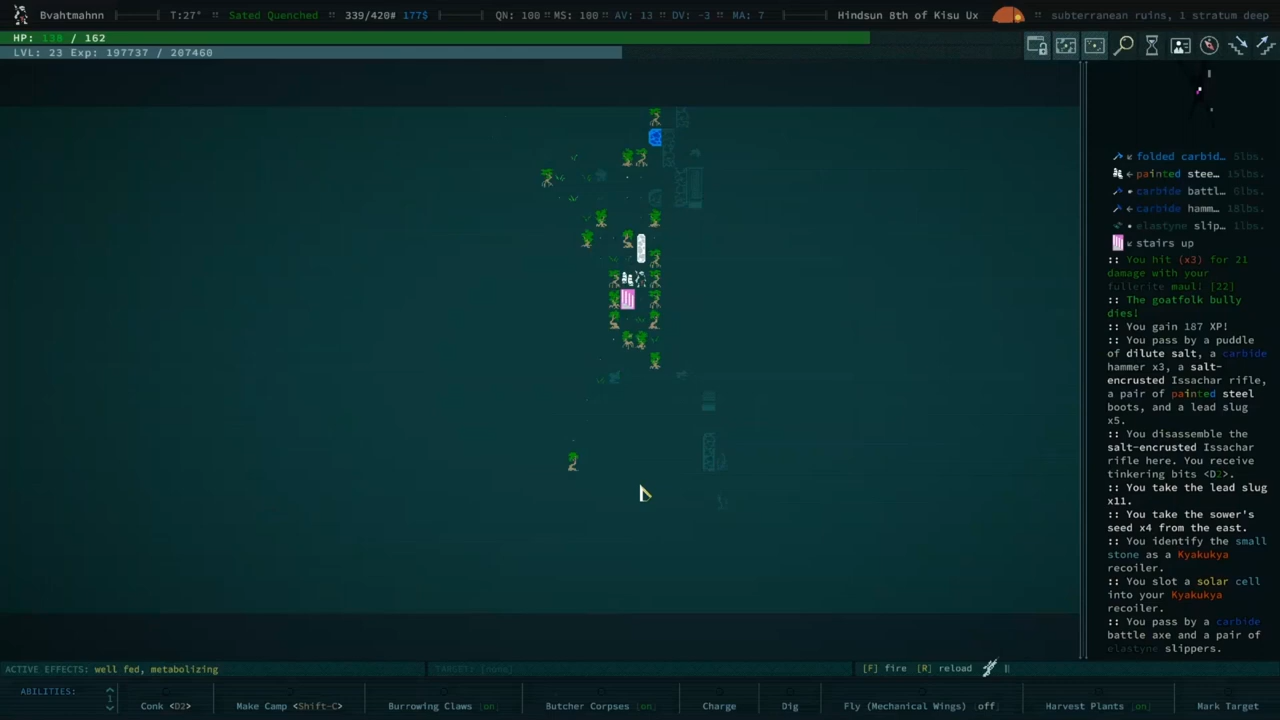 Bvahtmahnn T:27° Sated Quenched 339/420# 177$ QN: 100 :: MS: 100 :: AV: 13 :: DV: -3 :: MA: 7 Hindsun 8th of Kisu Ux :: subterranean ruins, 1 stratum deep
HP: 130 / 162
LVL: 23 Exp: 197737 / 207460
folded carbid… 5lbs.
painted stee… 15lbs.
carbide battl… 6lbs.
carbide hamm… 18lbs.
elastyne slip… 1lbs.
stairs up
:: You hit (x3) for 21
damage with your
fullerite maul! [22]
:: The goatfolk bully
dies!
:: You gain 187 XP!
:: You pass by a puddle
of dilute salt, a carbide
hammer x3, a salt-
encrusted Issachar rifle,
a pair of painted steel
boots, and a lead slug
x5.
:: You disassemble the
salt-encrusted Issachar
rifle here. You receive
tinkering bits <D2>.
:: You take the lead slug
x11.
:: You take the sower's
seed x4 from the east.
:: You identify the small
stone as a Kyakukya
recoiler.
:: You slot a solar cell
into your Kyakukya
recoiler.
:: You pass by a carbide
battle axe and a pair of
elastyne slippers.
ACTIVE EFFECTS: well fed, metabolizing TARGET: [none] [F] fire [R] reload
ABILITIES: 1 Conk <D2> Make Camp <Shift-C> Burrowing Claws [on] Butcher Corpses [on] Charge Dig Fly (Mechanical Wings) [off] Harvest Plants [on] Mark Target